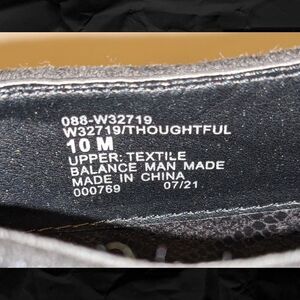 088-W32719
W32719/THOUGHTFUL
10 M
UPPER: TEXTILE
BALANCE MAN MADE
MADE IN CHINA
000769 07/21